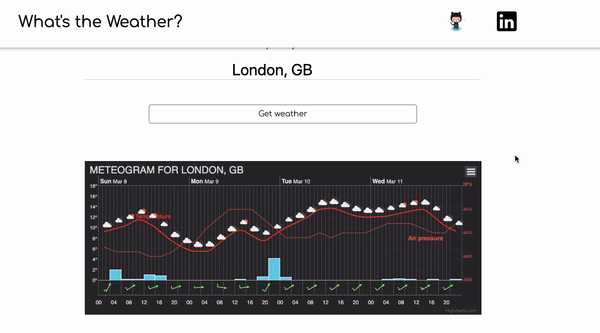 What's the Weather?
London, GB
Get weather
METEOGRAM FOR LONDON, GB
Sun Mar 8 Mon Mar 9 Tue Mar 10 Wed Mar 11
18°
16°
14°
12°
10°
8°
6°
4°
2°
0°
Air pressure
00 04 08 12 16 20 00 04 08 12 16 20 00 04 08 12 16 20 00 04 08 12 16 20